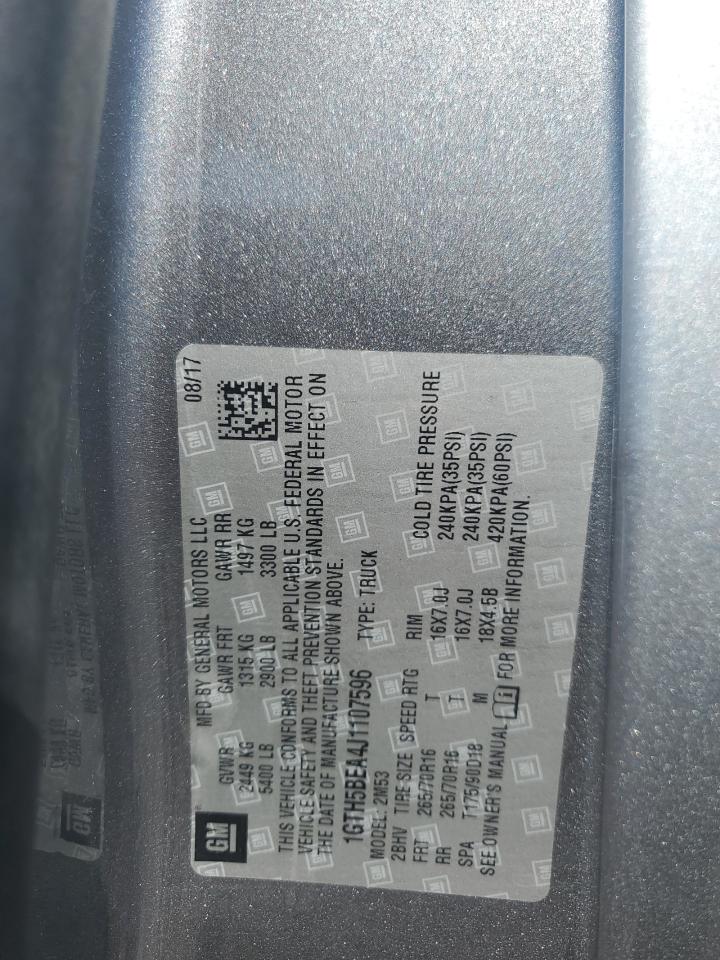 MFD BY GENERAL MOTORS LLC 08/17
GVWR GAWR FRT GAWR RR
2449 KG 1315 KG 1497 KG
5400 LB 2900 LB 3300 LB
THIS VEHICLE CONFORMS TO ALL APPLICABLE U.S. FEDERAL MOTOR
VEHICLE SAFETY AND THEFT PREVENTION STANDARDS IN EFFECT ON
THE DATE OF MANUFACTURE SHOWN ABOVE.
GM
1GTH5BEA4J1107596 TYPE: TRUCK
MODEL: 2M53
2BHV TIRE SIZE SPEED RTG RIM COLD TIRE PRESSURE
FRT 265/70R16 T 16X7.0J 240KPA(35PSI)
RR 265/70R16 T 16X7.0J 240KPA(35PSI)
SPA T175/90D18 M 18X4.5B 420KPA(60PSI)
SEE OWNER'S MANUAL FOR MORE INFORMATION.